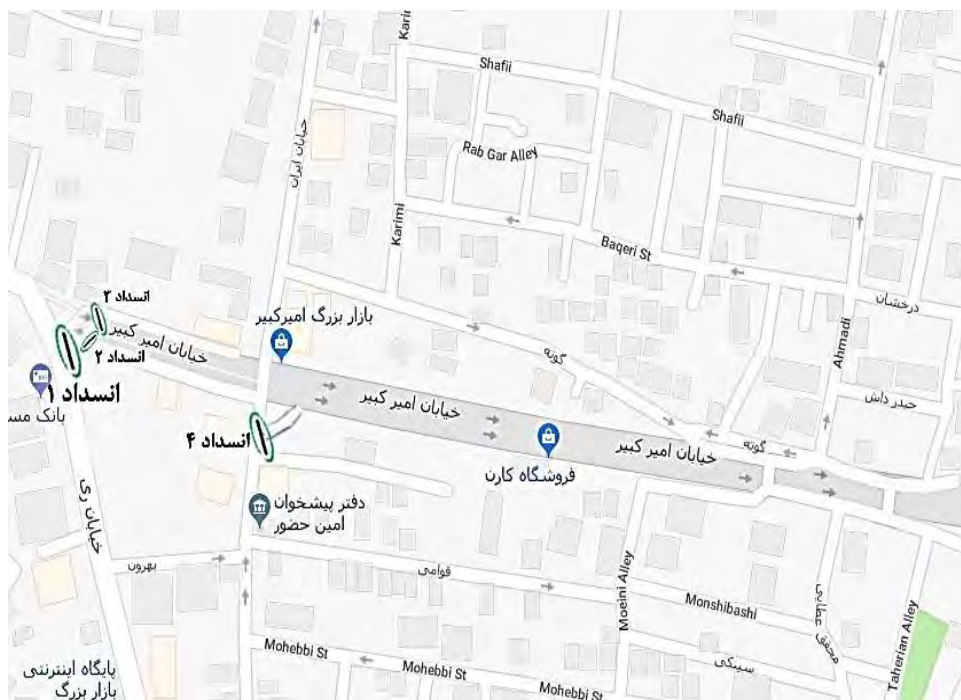 Karimi
Shafii
خیابان ایران
Shafii
Rab Gar Alley
Karimi
Baqeri St
درخشان
انسداد ۳
خیابان امیر کبیر
انسداد ۲
بازار بزرگ امیرکبیر
گوته
Ahmadi
انسداد ۱
بانک مس
خیابان امیر کبیر
حیدر داش
انسداد ۴
گوته
خیابان امیر کبیر
فروشگاه کارن
خیابان ری
دفتر پیشخوان
امین حضور
بهرون
قوامی
Moeini Alley
Monshibashi
محقق عطایی
Taherian Alley
Mohebbi St
Mohebbi St
Mohebbi St
سینکی
پایگاه اینترنتی
بازار بزرگ